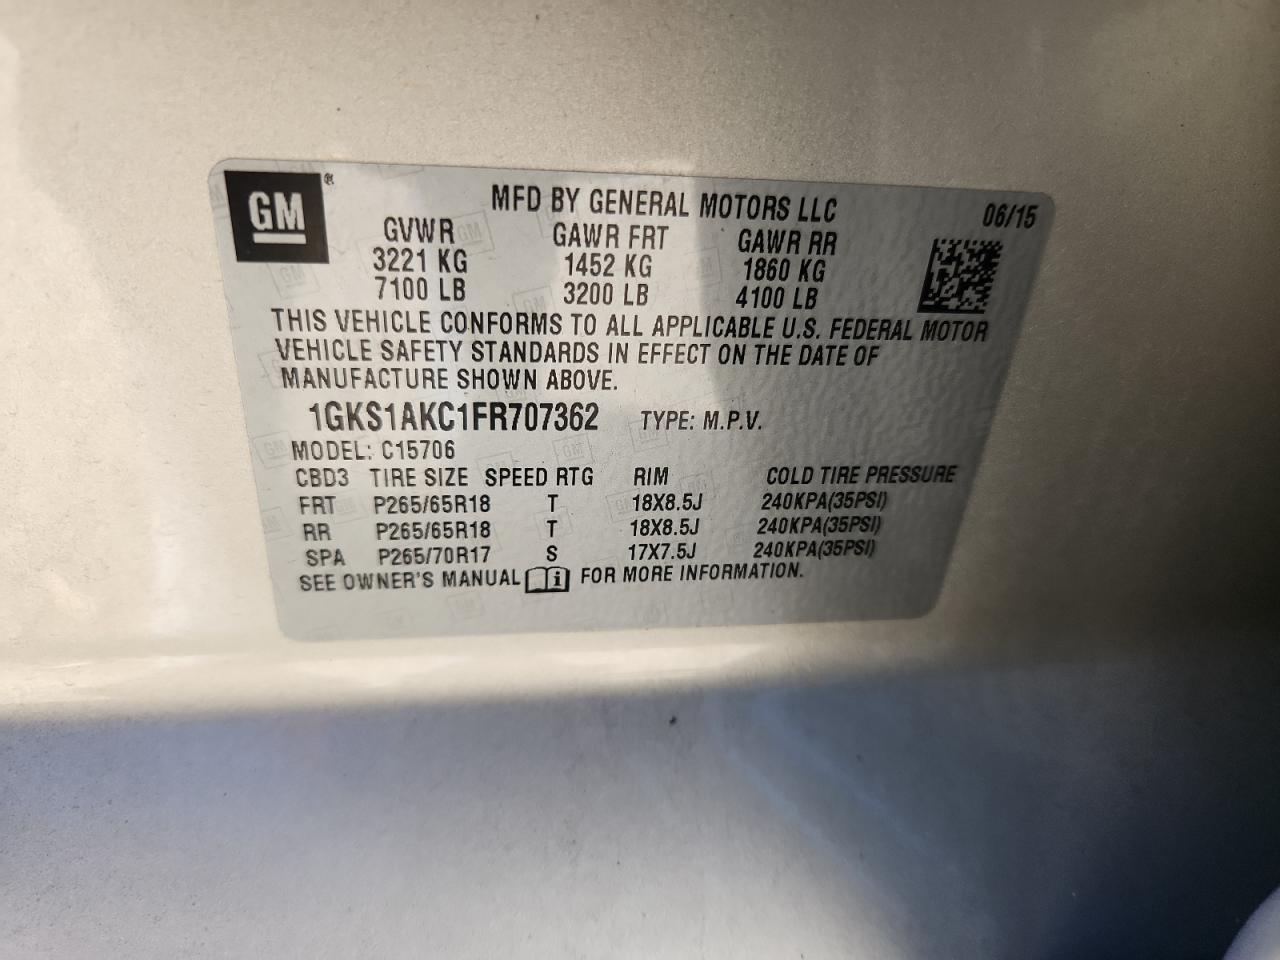 GM ®
MFD BY GENERAL MOTORS LLC 06/15
GVWR GAWR FRT GAWR RR
3221 KG 1452 KG 1860 KG
7100 LB 3200 LB 4100 LB
THIS VEHICLE CONFORMS TO ALL APPLICABLE U.S. FEDERAL MOTOR
VEHICLE SAFETY STANDARDS IN EFFECT ON THE DATE OF
MANUFACTURE SHOWN ABOVE.
1GKS1AKC1FR707362 TYPE: M.P.V.
MODEL: C15706
CBD3 TIRE SIZE SPEED RTG RIM COLD TIRE PRESSURE
FRT P265/65R18 T 18X8.5J 240KPA(35PSI)
RR P265/65R18 T 18X8.5J 240KPA(35PSI)
SPA P265/70R17 S 17X7.5J 240KPA(35PSI)
SEE OWNER'S MANUAL i FOR MORE INFORMATION.